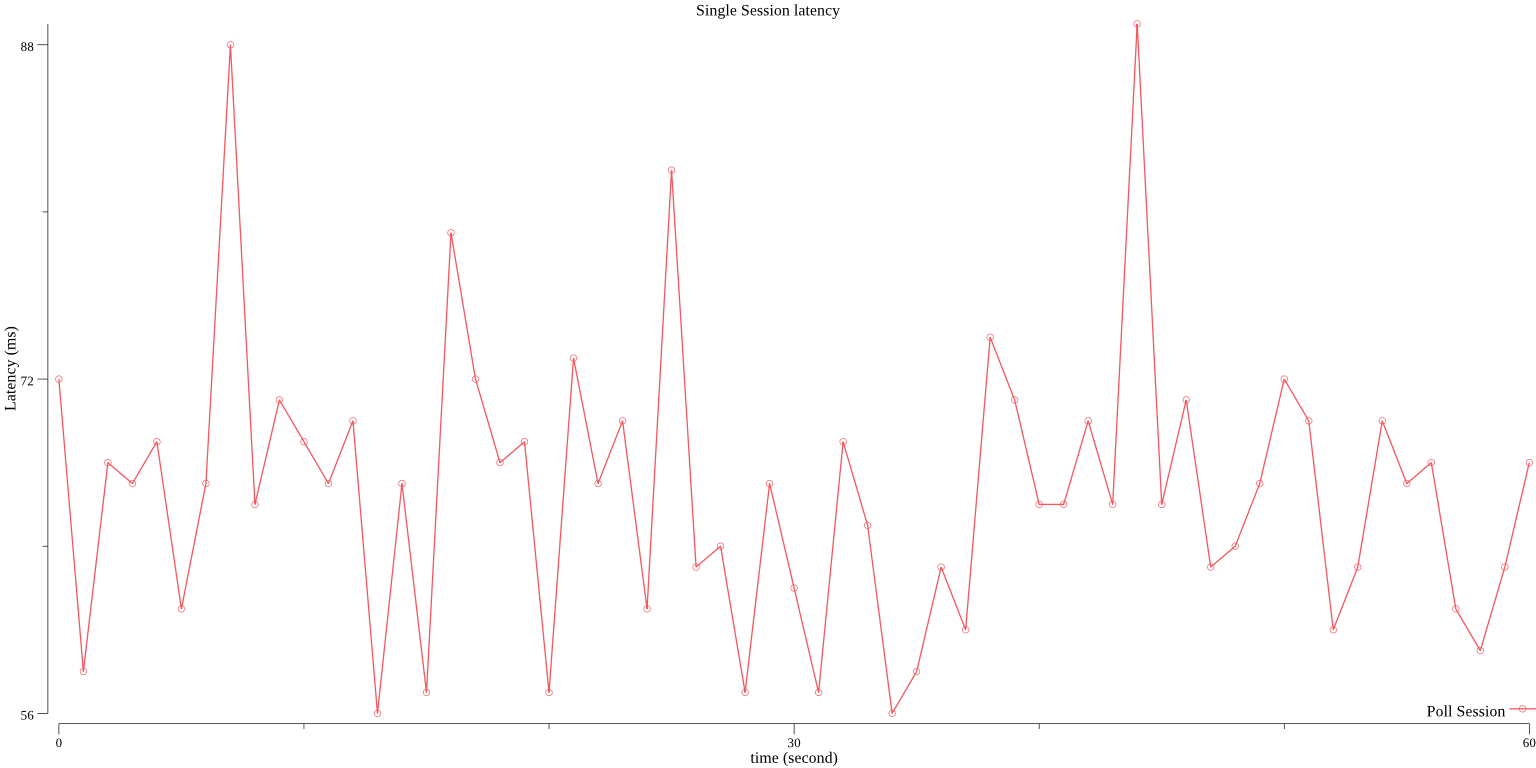 Single Session latency
88
72
56
Latency (ms)
Poll Session
0
30
60
time (second)